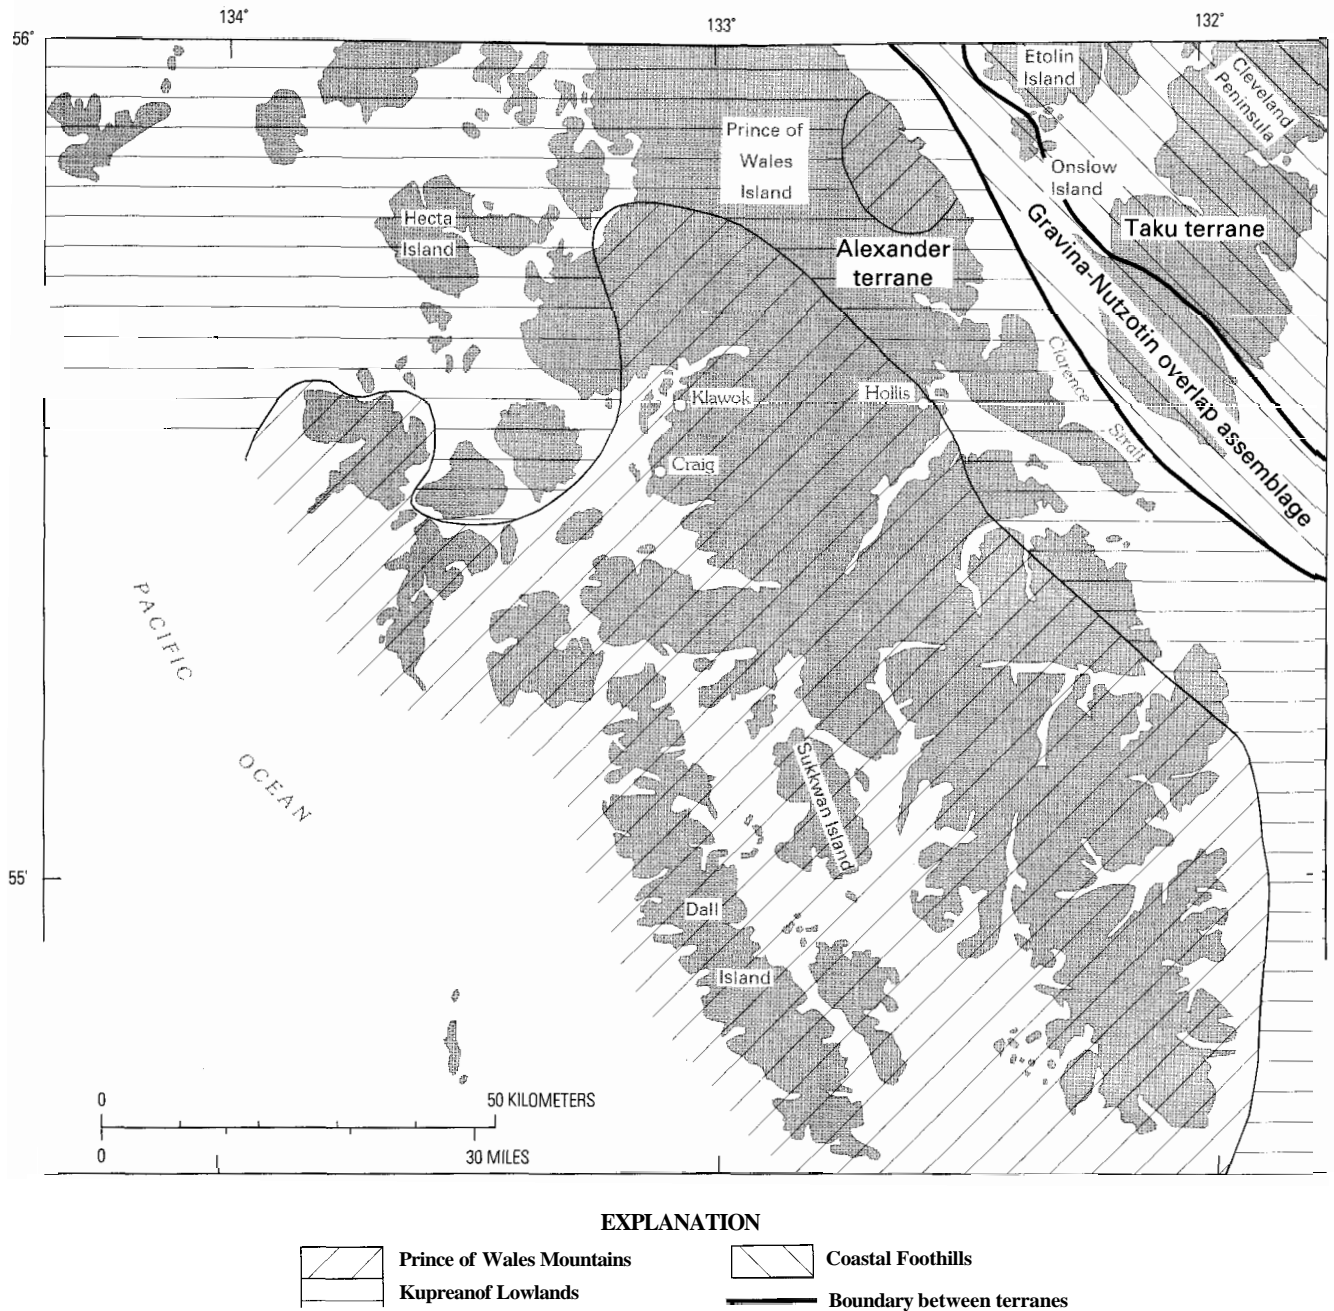 134°
133°
132°
56°
Etolin
Island
Cleveland
Peninsula
Prince of
Wales
Island
Onslow
Island
Hecta
Island
Taku terrane
Alexander
terrane
Gravina-Nutzotin overlap assemblage
Clarence
Strait
Klawok
Hollis
Craig
PACIFIC
OCEAN
Sukkwan Island
55'
Dall
Island
0 50 KILOMETERS
0 30 MILES
EXPLANATION
Prince of Wales Mountains
Coastal Foothills
Kupreanof Lowlands
Boundary between terranes